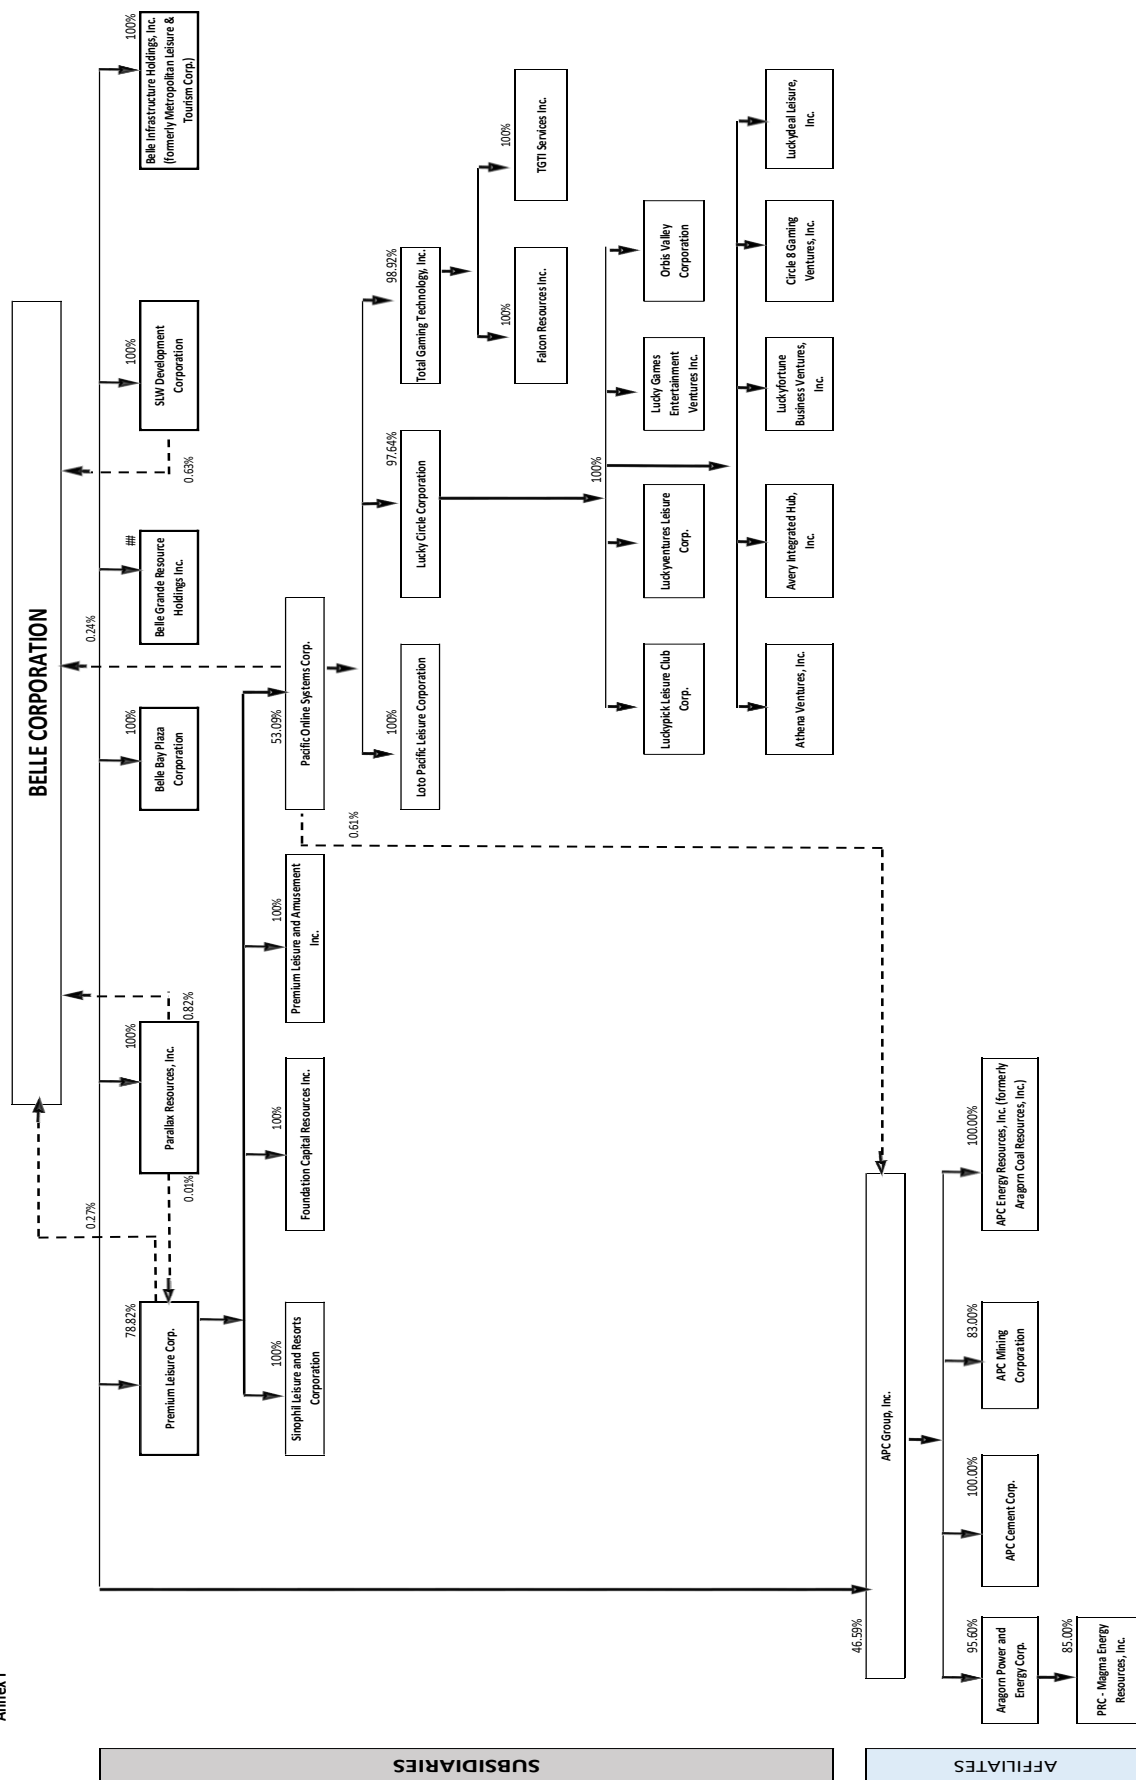 Annex I
BELLE CORPORATION
SUBSIDIARIES
0.27%
0.24%
78.82%
Premium Leisure Corp.
0.01%
100%
Parallax Resources, Inc.
0.82%
100%
Belle Bay Plaza
Corporation
##
Belle Grande Resource
Holdings Inc.
100%
SLW Development
Corporation
0.63%
100%
Belle Infrastructure Holdings, Inc.
(formerly Metropolitan Leisure &
Tourism Corp.)
100%
Sinophil Leisure and Resorts
Corporation
100%
Foundation Capital Resources Inc.
100%
Premium Leisure and Amusement
Inc.
53.09%
Pacific Online Systems Corp.
0.61%
100%
Loto Pacific Leisure Corporation
97.64%
Lucky Circle Corporation
98.92%
Total Gaming Technology, Inc.
100%
Falcon Resources Inc.
100%
TGTI Services Inc.
100%
Luckypick Leisure Club
Corp.
Luckyventures Leisure
Corp.
Lucky Games
Entertainment
Ventures Inc.
Orbis Valley
Corporation
Athena Ventures, Inc.
Avery Integrated Hub,
Inc.
Luckyfortune
Business Ventures,
Inc.
Circle 8 Gaming
Ventures, Inc.
Luckydeal Leisure,
Inc.
AFFILIATES
46.59%
APC Group, Inc.
95.60%
Aragorn Power and
Energy Corp.
100.00%
APC Cement Corp.
83.00%
APC Mining
Corporation
100.00%
APC Energy Resources, Inc. (formerly
Aragorn Coal Resources, Inc.)
85.00%
PRC - Magma Energy
Resources, Inc.